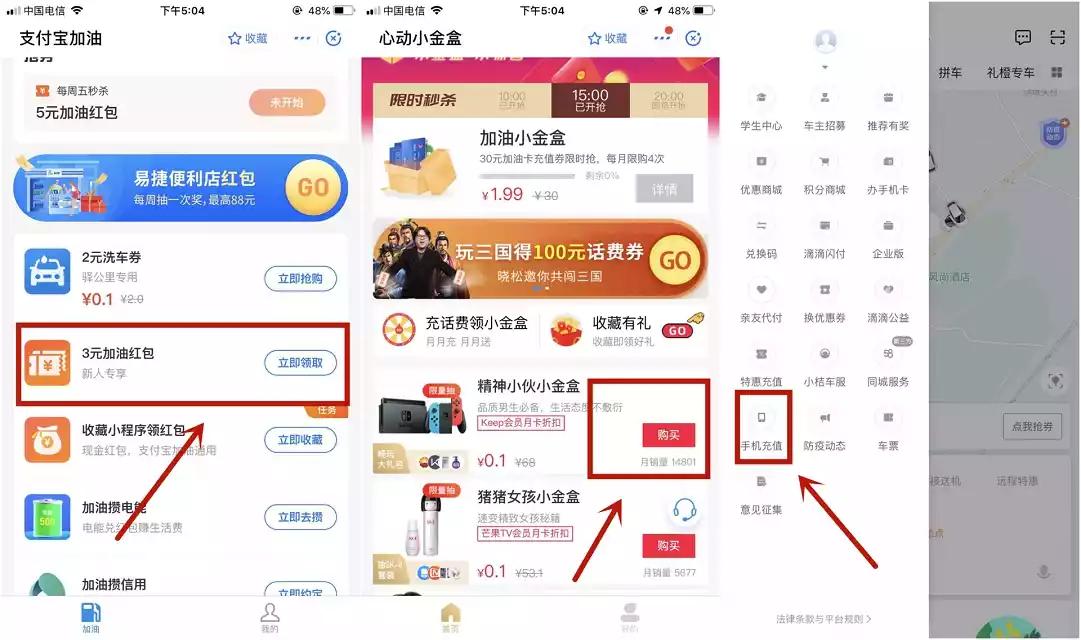 中国电信
下午5:04
48%
支付宝加油
收藏
每周五秒杀
5元加油红包
未开始
易捷便利店红包
每周抽一次奖,最高88元
GO
2元洗车券
驿公里专用
¥0.1 ¥2.0
立即抢购
3元加油红包
新人专享
立即领取
任务
收藏小程序领红包
现金红包，支付宝加油通用
立即收藏
加油攒电能
电能兑红包赚生活费
500
立即去攒
加油攒信用
立即约定
加油
我的
中国电信
下午5:04
48%
心动小金盒
收藏
限时秒杀
10:00
已开抢
15:00
已开抢
20:00
即将开抢
加油小金盒
30元加油卡充值券限时抢，每月限购4次
剩余0%
¥1.99 ¥30
详情
玩三国得100元话费券
晓松邀你共闯三国
GO
充话费领小金盒
月月充 月月送
收藏有礼
收藏即领好礼
GO
限量抽
精神小伙小金盒
品质男生必备，生活态度不敷衍
Keep会员月卡折扣
畅玩
大礼包
¥0.1 ¥68
购买
月销量 14801
限量抽
猪猪女孩小金盒
速变精致女孩秘籍
芒果TV会员月卡折扣
套装
¥0.1 ¥53.1
购买
月销量 5677
首页
我的
学生中心
车主招募
推荐有奖
优惠商城
积分商城
办手机卡
兑换码
滴滴闪付
企业版
亲友代付
换优惠券
滴滴公益
特惠充值
小桔车服
同城服务
手机充值
防疫动态
车票
意见征集
法律条款与平台规则
拼车
礼橙专车
防疫
动态
风尚酒店
点我抢券
接送机
远程特惠